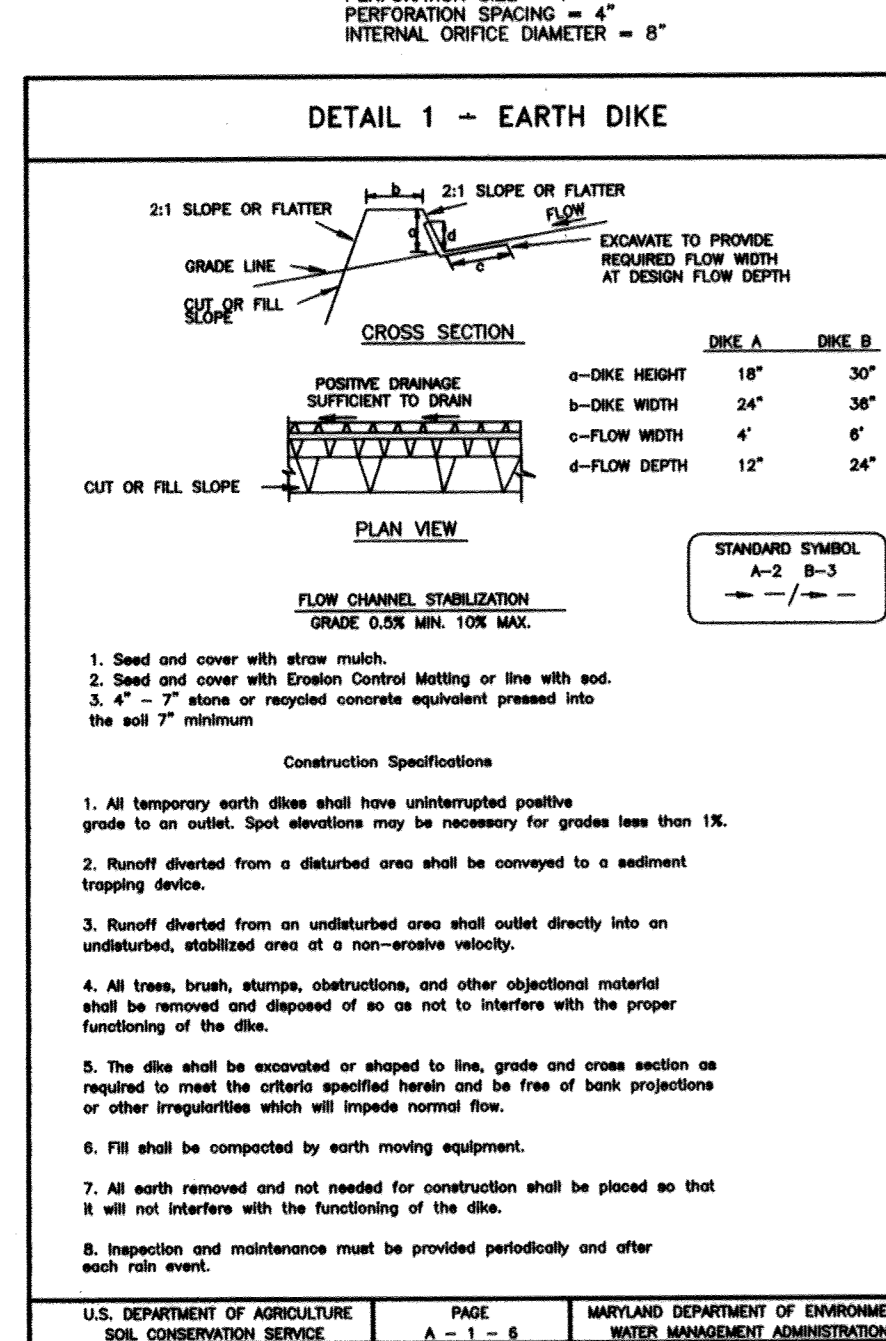 PERFORATION SPACING = 4"
INTERNAL ORIFICE DIAMETER = 8"
DETAIL 1 - EARTH DIKE
b
2:1 SLOPE OR FLATTER
2:1 SLOPE OR FLATTER
FLOW
a
d
c
EXCAVATE TO PROVIDE
REQUIRED FLOW WIDTH
AT DESIGN FLOW DEPTH
GRADE LINE
CUT OR FILL
SLOPE
CROSS SECTION
DIKE A DIKE B
a-DIKE HEIGHT 18" 30"
b-DIKE WIDTH 24" 36"
c-FLOW WIDTH 4' 6'
d-FLOW DEPTH 12" 24"
POSITIVE DRAINAGE
SUFFICIENT TO DRAIN
CUT OR FILL SLOPE
PLAN VIEW
STANDARD SYMBOL
A-2 B-3
FLOW CHANNEL STABILIZATION
GRADE 0.5% MIN. 10% MAX.
1. Seed and cover with straw mulch.
2. Seed and cover with Erosion Control Matting or line with sod.
3. 4" - 7" stone or recycled concrete equivalent pressed into
the soil 7" minimum
Construction Specifications
1. All temporary earth dikes shall have uninterrupted positive
grade to an outlet. Spot elevations may be necessary for grades less than 1%.
2. Runoff diverted from a disturbed area shall be conveyed to a sediment
trapping device.
3. Runoff diverted from an undisturbed area shall outlet directly into an
undisturbed, stabilized area at a non-erosive velocity.
4. All trees, brush, stumps, obstructions, and other objectional material
shall be removed and disposed of so as not to interfere with the proper
functioning of the dike.
5. The dike shall be excavated or shaped to line, grade and cross section as
required to meet the criteria specified herein and be free of bank projections
or other irregularities which will impede normal flow.
6. Fill shall be compacted by earth moving equipment.
7. All earth removed and not needed for construction shall be placed so that
it will not interfere with the functioning of the dike.
8. Inspection and maintenance must be provided periodically and after
each rain event.
U.S. DEPARTMENT OF AGRICULTURE
SOIL CONSERVATION SERVICE
PAGE
A - 1 - 6
MARYLAND DEPARTMENT OF ENVIRONME
WATER MANAGEMENT ADMINISTRATION